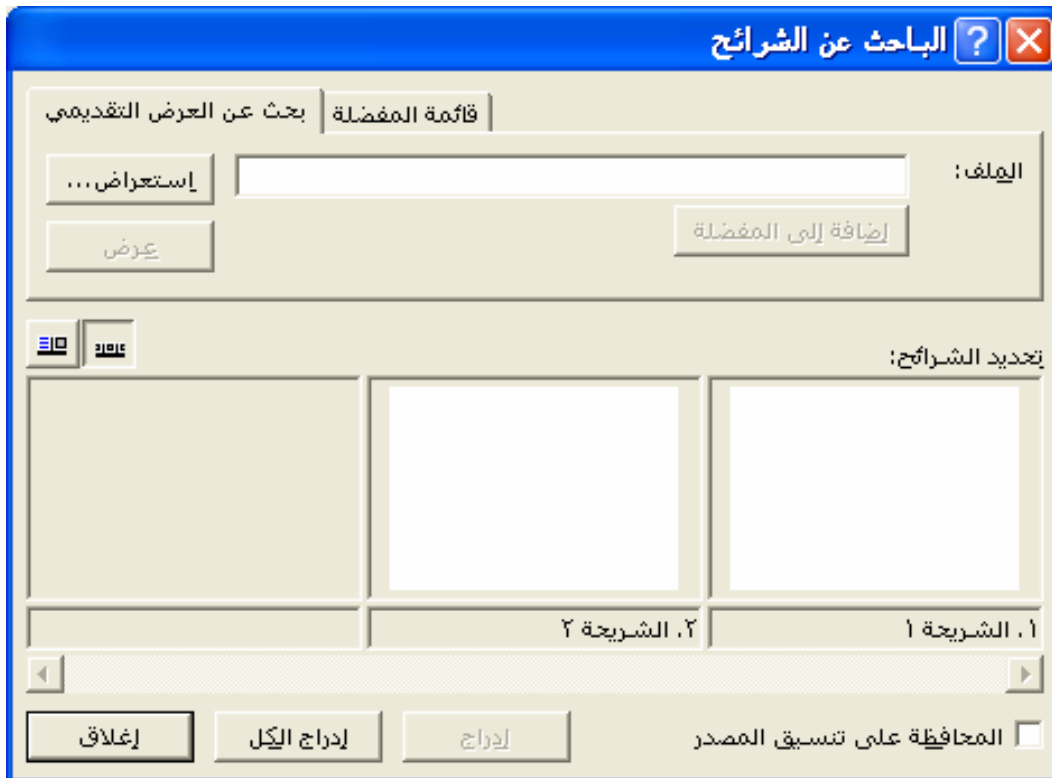 الباحث عن الشرائح
بحث عن العرض التقديمي
قائمة المفضلة
الملف:
إستعراض...
إضافة إلى المفضلة
عرض
تحديد الشرائح:
١. الشريحة ١
٢. الشريحة ٢
المحافظة على تنسيق المصدر
إدراج
إدراج الكل
إغلاق